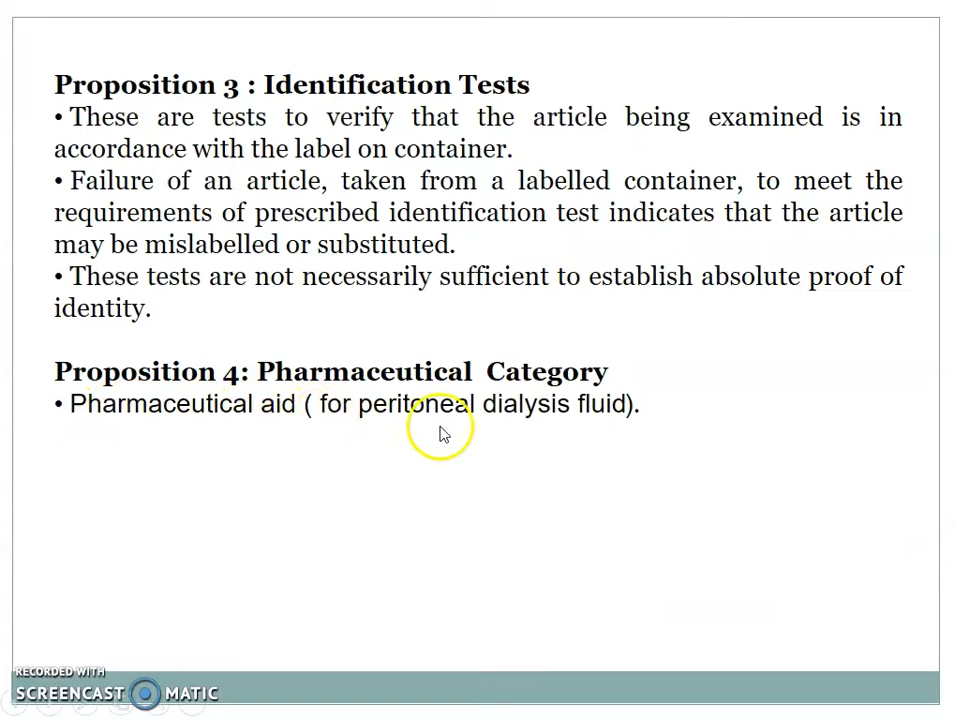 Proposition 3 : Identification Tests
• These are tests to verify that the article being examined is in
accordance with the label on container.
• Failure of an article, taken from a labelled container, to meet the
requirements of prescribed identification test indicates that the article
may be mislabelled or substituted.
• These tests are not necessarily sufficient to establish absolute proof of
identity.
Proposition 4: Pharmaceutical  Category
• Pharmaceutical aid ( for peritoneal dialysis fluid).
RECORDED WITH
SCREENCAST MATIC